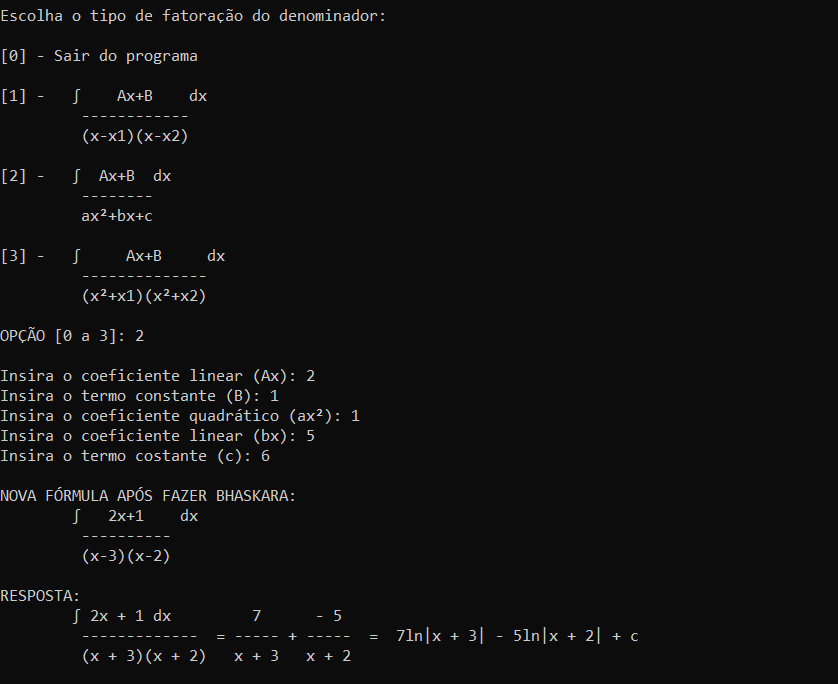 Escolha o tipo de fatoração do denominador:
[0] - Sair do programa
[1] -   ∫    Ax+B    dx
------------
(x-x1)(x-x2)
[2] -   ∫  Ax+B  dx
--------
ax²+bx+c
[3] -   ∫     Ax+B     dx
--------------
(x²+x1)(x²+x2)
OPÇÃO [0 a 3]: 2
Insira o coeficiente linear (Ax): 2
Insira o termo constante (B): 1
Insira o coeficiente quadrático (ax²): 1
Insira o coeficiente linear (bx): 5
Insira o termo costante (c): 6
NOVA FÓRMULA APÓS FAZER BHASKARA:
∫   2x+1    dx
----------
(x-3)(x-2)
RESPOSTA:
∫ 2x + 1 dx         7      - 5
-------------  = ----- + -----  =  7ln|x + 3| - 5ln|x + 2| + c
(x + 3)(x + 2)   x + 3   x + 2